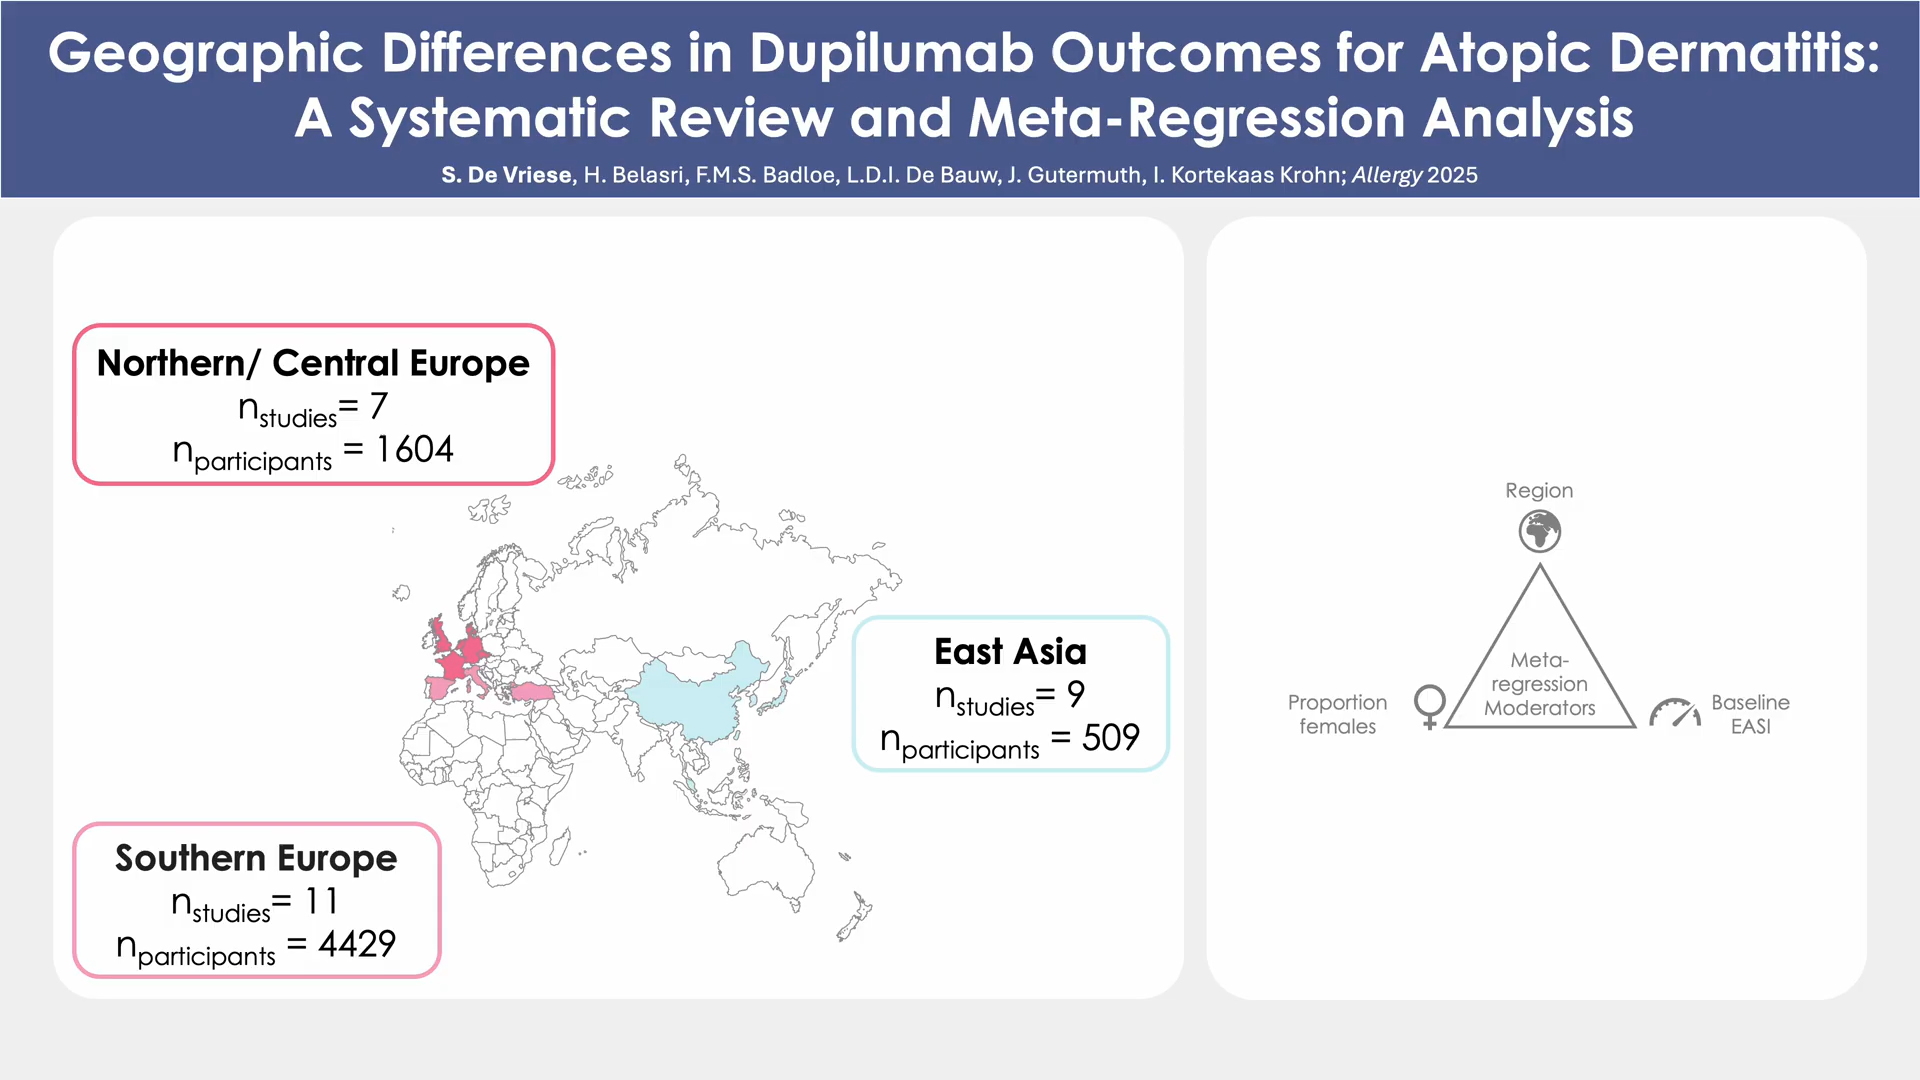 Geographic Differences in Dupilumab Outcomes for Atopic Dermatitis:
A Systematic Review and Meta-Regression Analysis
S. De Vriese, H. Belasri, F.M.S. Badloe, L.D.I. De Bauw, J. Gutermuth, I. Kortekaas Krohn; Allergy 2025
Northern/ Central Europe
nstudies= 7
nparticipants = 1604
East Asia
nstudies= 9
nparticipants = 509
Southern Europe
nstudies= 11
nparticipants = 4429
Region
Meta-
regression
Moderators
Proportion
females
Baseline
EASI